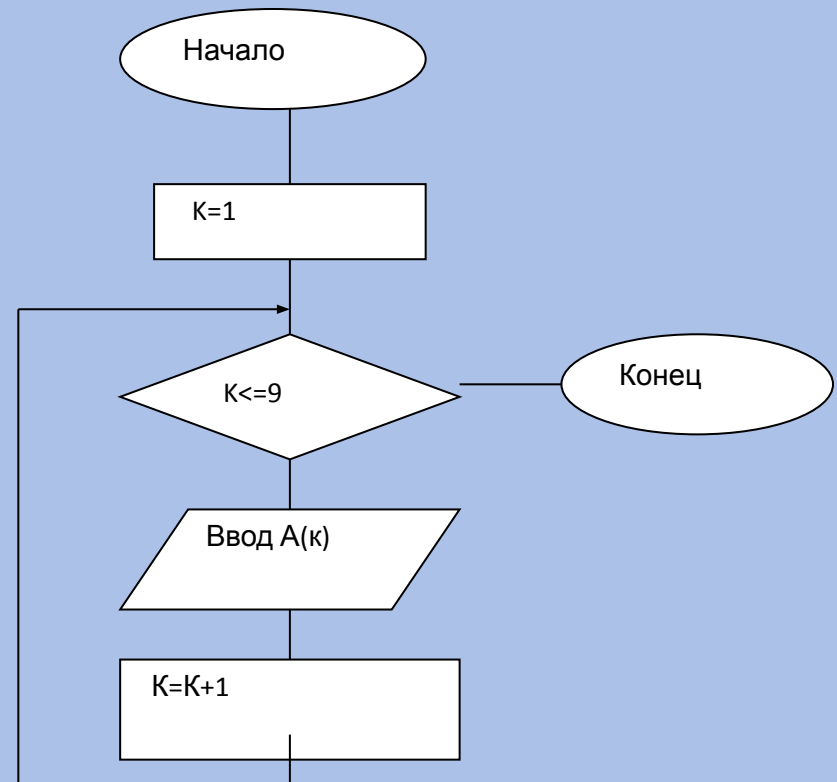 Начало
K=1
K<=9
Конец
Ввод А(к)
К=К+1